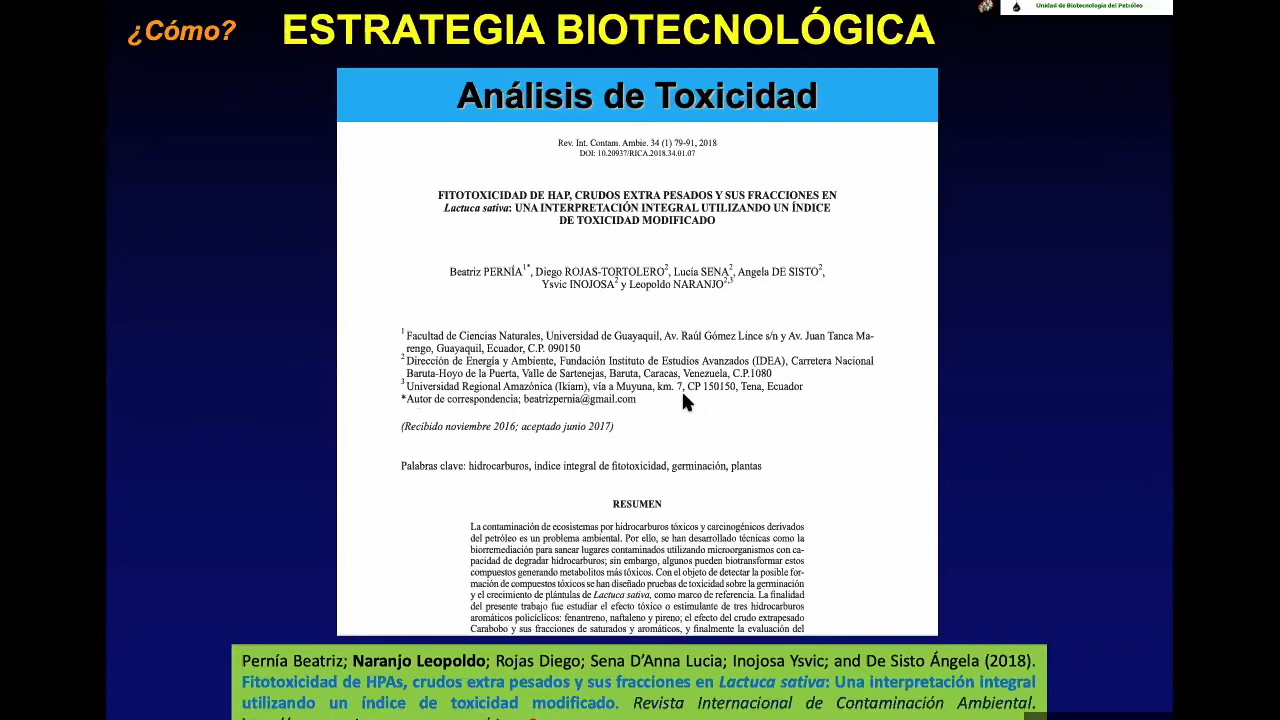 ¿Cómo?
ESTRATEGIA BIOTECNOLÓGICA
Unidad de Biotecnología del Petróleo
Análisis de Toxicidad
Rev. Int. Contam. Ambie. 34 (1) 79-91, 2018
DOI: 10.20937/RICA.2018.34.01.07
FITOTOXICIDAD DE HAP, CRUDOS EXTRA PESADOS Y SUS FRACCIONES EN
Lactuca sativa: UNA INTERPRETACIÓN INTEGRAL UTILIZANDO UN ÍNDICE
DE TOXICIDAD MODIFICADO
Beatriz PERNÍA1*, Diego ROJAS-TORTOLERO2, Lucía SENA2, Angela DE SISTO2,
Ysvic INOJOSA2 y Leopoldo NARANJO2,3
1 Facultad de Ciencias Naturales, Universidad de Guayaquil, Av. Raúl Gómez Lince s/n y Av. Juan Tanca Ma-
rengo, Guayaquil, Ecuador, C.P. 090150
2 Dirección de Energía y Ambiente, Fundación Instituto de Estudios Avanzados (IDEA), Carretera Nacional
Baruta-Hoyo de la Puerta, Valle de Sartenejas, Baruta, Caracas, Venezuela, C.P.1080
3 Universidad Regional Amazónica (Ikiam), vía a Muyuna, km. 7, CP 150150, Tena, Ecuador
*Autor de correspondencia; beatrizpernia@gmail.com
(Recibido noviembre 2016; aceptado junio 2017)
Palabras clave: hidrocarburos, índice integral de fitotoxicidad, germinación, plantas
RESUMEN
La contaminación de ecosistemas por hidrocarburos tóxicos y carcinogénicos derivados
del petróleo es un problema ambiental. Por ello, se han desarrollado técnicas como la
biorremediación para sanear lugares contaminados utilizando microorganismos con ca-
pacidad de degradar hidrocarburos; sin embargo, algunos pueden biotransformar estos
compuestos generando metabolitos más tóxicos. Con el objeto de detectar la posible for-
mación de compuestos tóxicos se han diseñado pruebas de toxicidad sobre la germinación
y el crecimiento de plántulas de Lactuca sativa, como marco de referencia. La finalidad
del presente trabajo fue estudiar el efecto tóxico o estimulante de tres hidrocarburos
aromáticos policíclicos: fenantreno, naftaleno y pireno; el efecto del crudo extrapesado
Carabobo y sus fracciones de saturados y aromáticos, y finalmente la evaluación del
Pernía Beatriz; Naranjo Leopoldo; Rojas Diego; Sena D'Anna Lucia; Inojosa Ysvic; and De Sisto Ángela (2018).
Fitotoxicidad de HPAs, crudos extra pesados y sus fracciones en Lactuca sativa: Una interpretación integral
utilizando un índice de toxicidad modificado. Revista Internacional de Contaminación Ambiental.